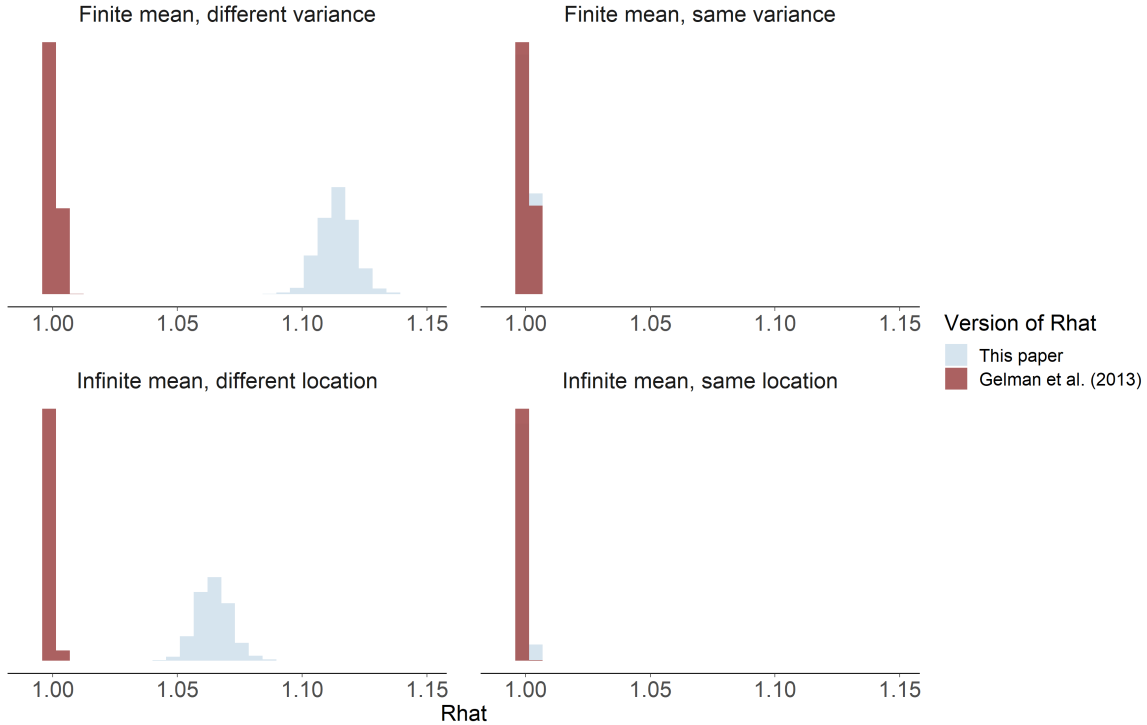 Finite mean, different variance
Finite mean, same variance
1.00 1.05 1.10 1.15
1.00 1.05 1.10 1.15
Infinite mean, different location
Infinite mean, same location
1.00 1.05 1.10 1.15
1.00 1.05 1.10 1.15
Rhat
Version of Rhat
This paper
Gelman et al. (2013)